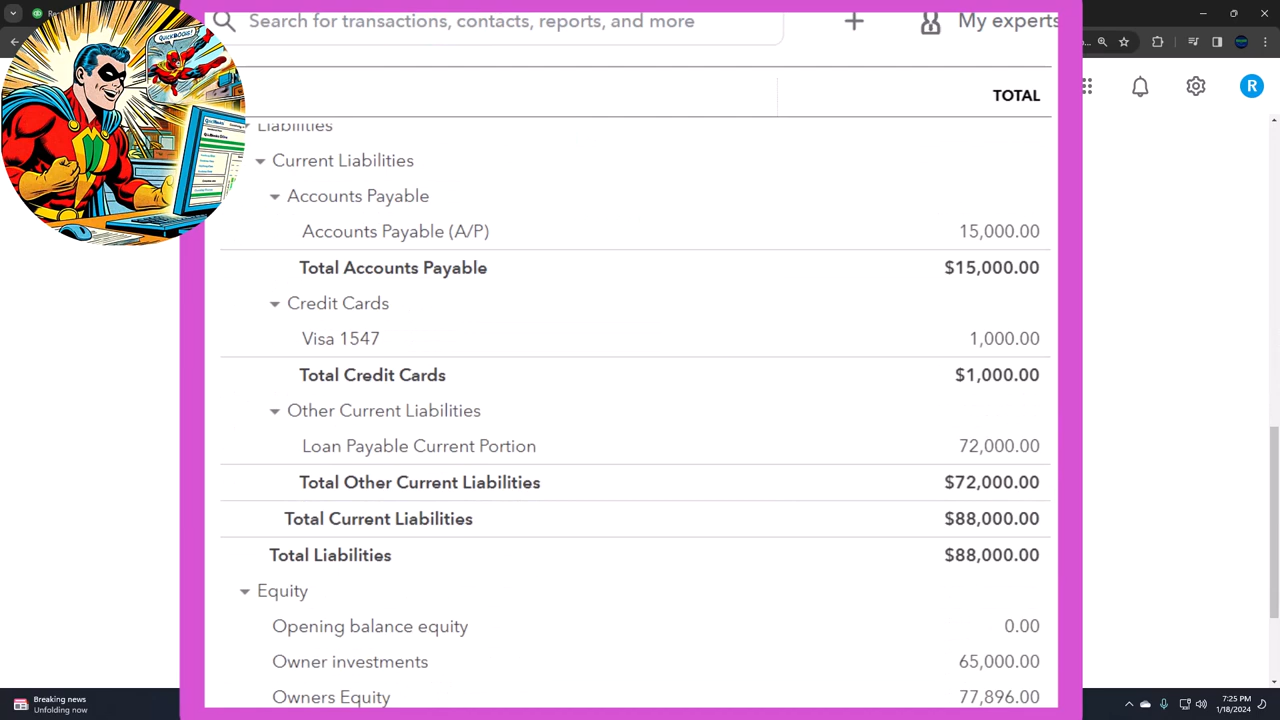 QUICKBOOKS!
Search for transactions, contacts, reports, and more
My experts
R
TOTAL
Liabilities
Current Liabilities
Accounts Payable
Accounts Payable (A/P) 15,000.00
Total Accounts Payable $15,000.00
Credit Cards
Visa 1547 1,000.00
Total Credit Cards $1,000.00
Other Current Liabilities
Loan Payable Current Portion 72,000.00
Total Other Current Liabilities $72,000.00
Total Current Liabilities $88,000.00
Total Liabilities $88,000.00
Equity
Opening balance equity 0.00
Owner investments 65,000.00
Owners Equity 77,896.00
Breaking news
Unfolding now
7:25 PM
1/18/2024